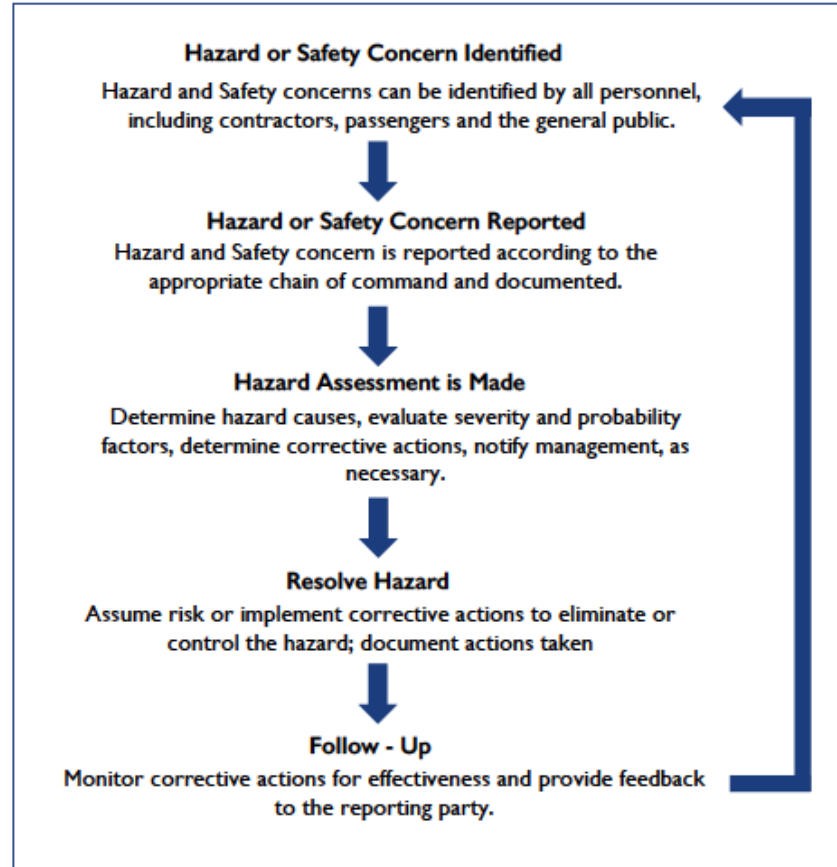 Hazard or Safety Concern Identified
Hazard and Safety concerns can be identified by all personnel,
including contractors, passengers and the general public.
Hazard or Safety Concern Reported
Hazard and Safety concern is reported according to the
appropriate chain of command and documented.
Hazard Assessment is Made
Determine hazard causes, evaluate severity and probability
factors, determine corrective actions, notify management, as
necessary.
Resolve Hazard
Assume risk or implement corrective actions to eliminate or
control the hazard; document actions taken
Follow - Up
Monitor corrective actions for effectiveness and provide feedback
to the reporting party.